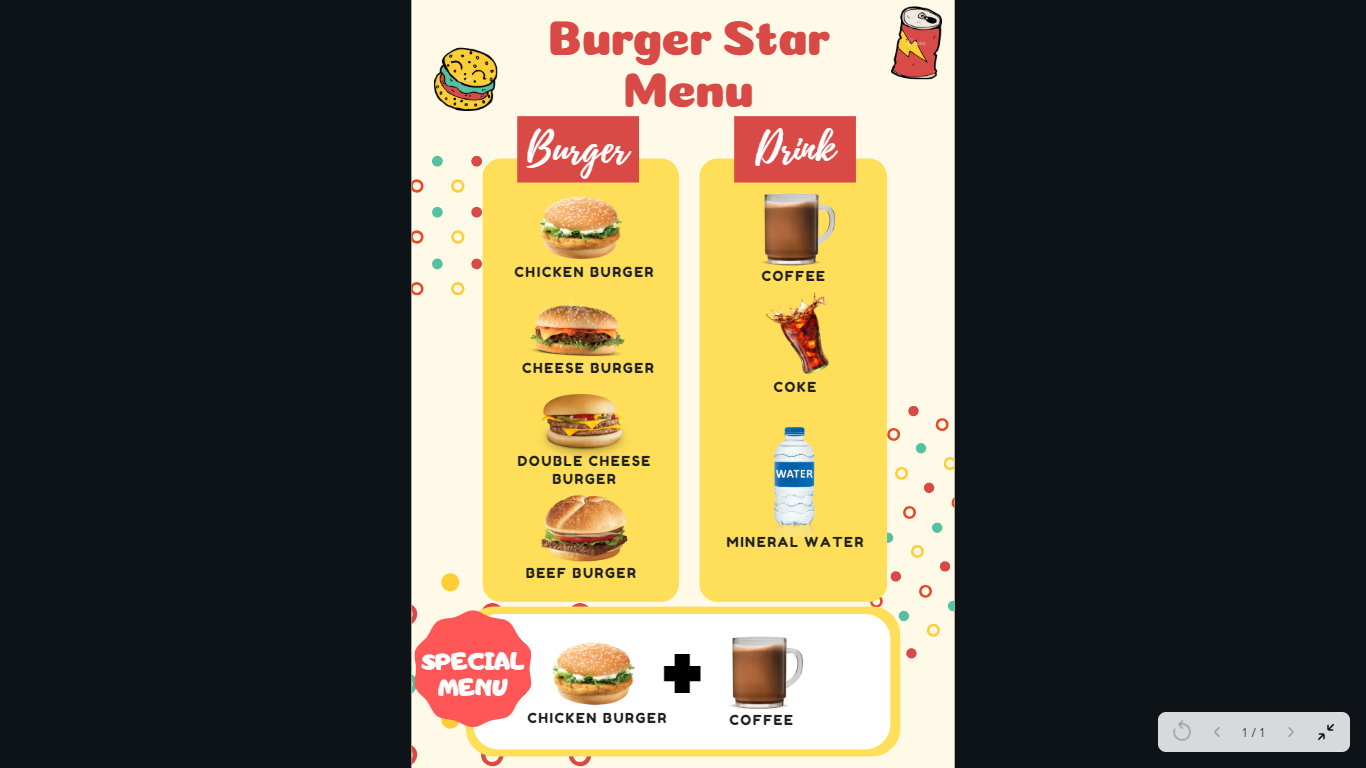 Burger Star
Menu
Burger
Drink
CHICKEN BURGER
CHEESE BURGER
DOUBLE CHEESE
BURGER
BEEF BURGER
COFFEE
COKE
WATER
MINERAL WATER
SPECIAL
MENU
CHICKEN BURGER
COFFEE
1 / 1